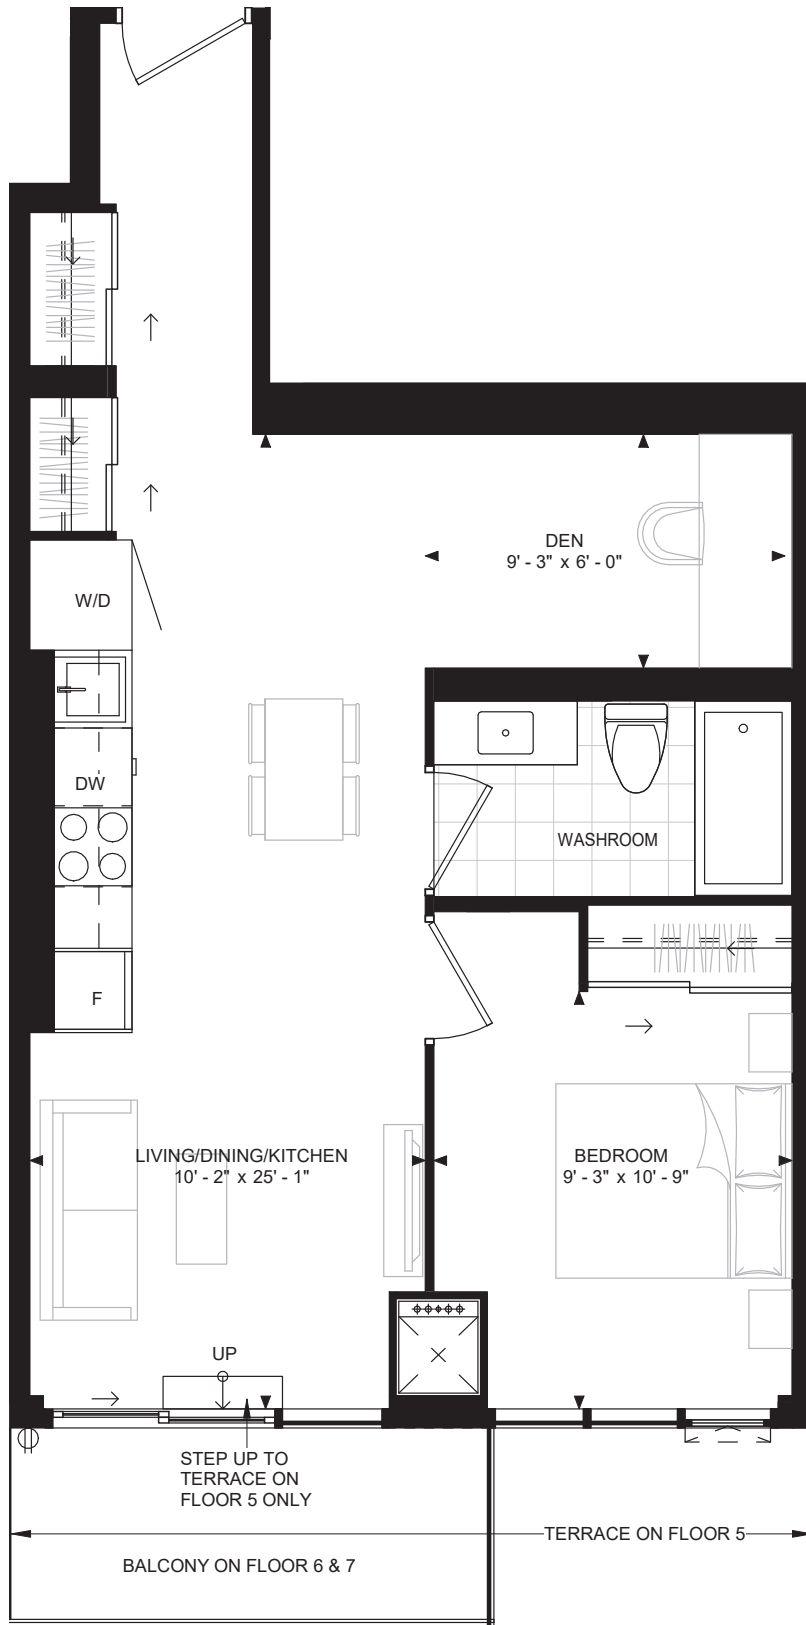 DEN
9' - 3" x 6' - 0"
W/D
DW
WASHROOM
F
LIVING/DINING/KITCHEN
10' - 2" x 25' - 1"
BEDROOM
9' - 3" x 10' - 9"
UP
STEP UP TO
TERRACE ON
FLOOR 5 ONLY
TERRACE ON FLOOR 5
BALCONY ON FLOOR 6 & 7